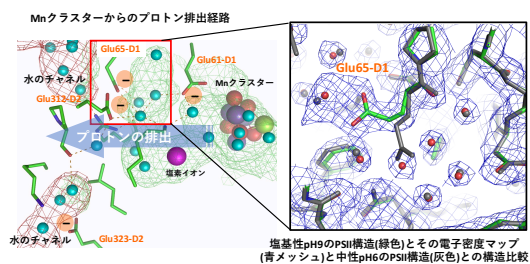 Mnクラスターからのプロトン排出経路
Glu65-D1
Glu61-D1
水のチャネル
Mnクラスター
Glu312-D2
プロトンの排出
塩素イオン
水のチャネル
Glu323-D2
Glu65-D1
塩基性pH9のPSII構造(緑色)とその電子密度マップ
(青メッシュ)と中性pH6のPSII構造(灰色)との構造比較